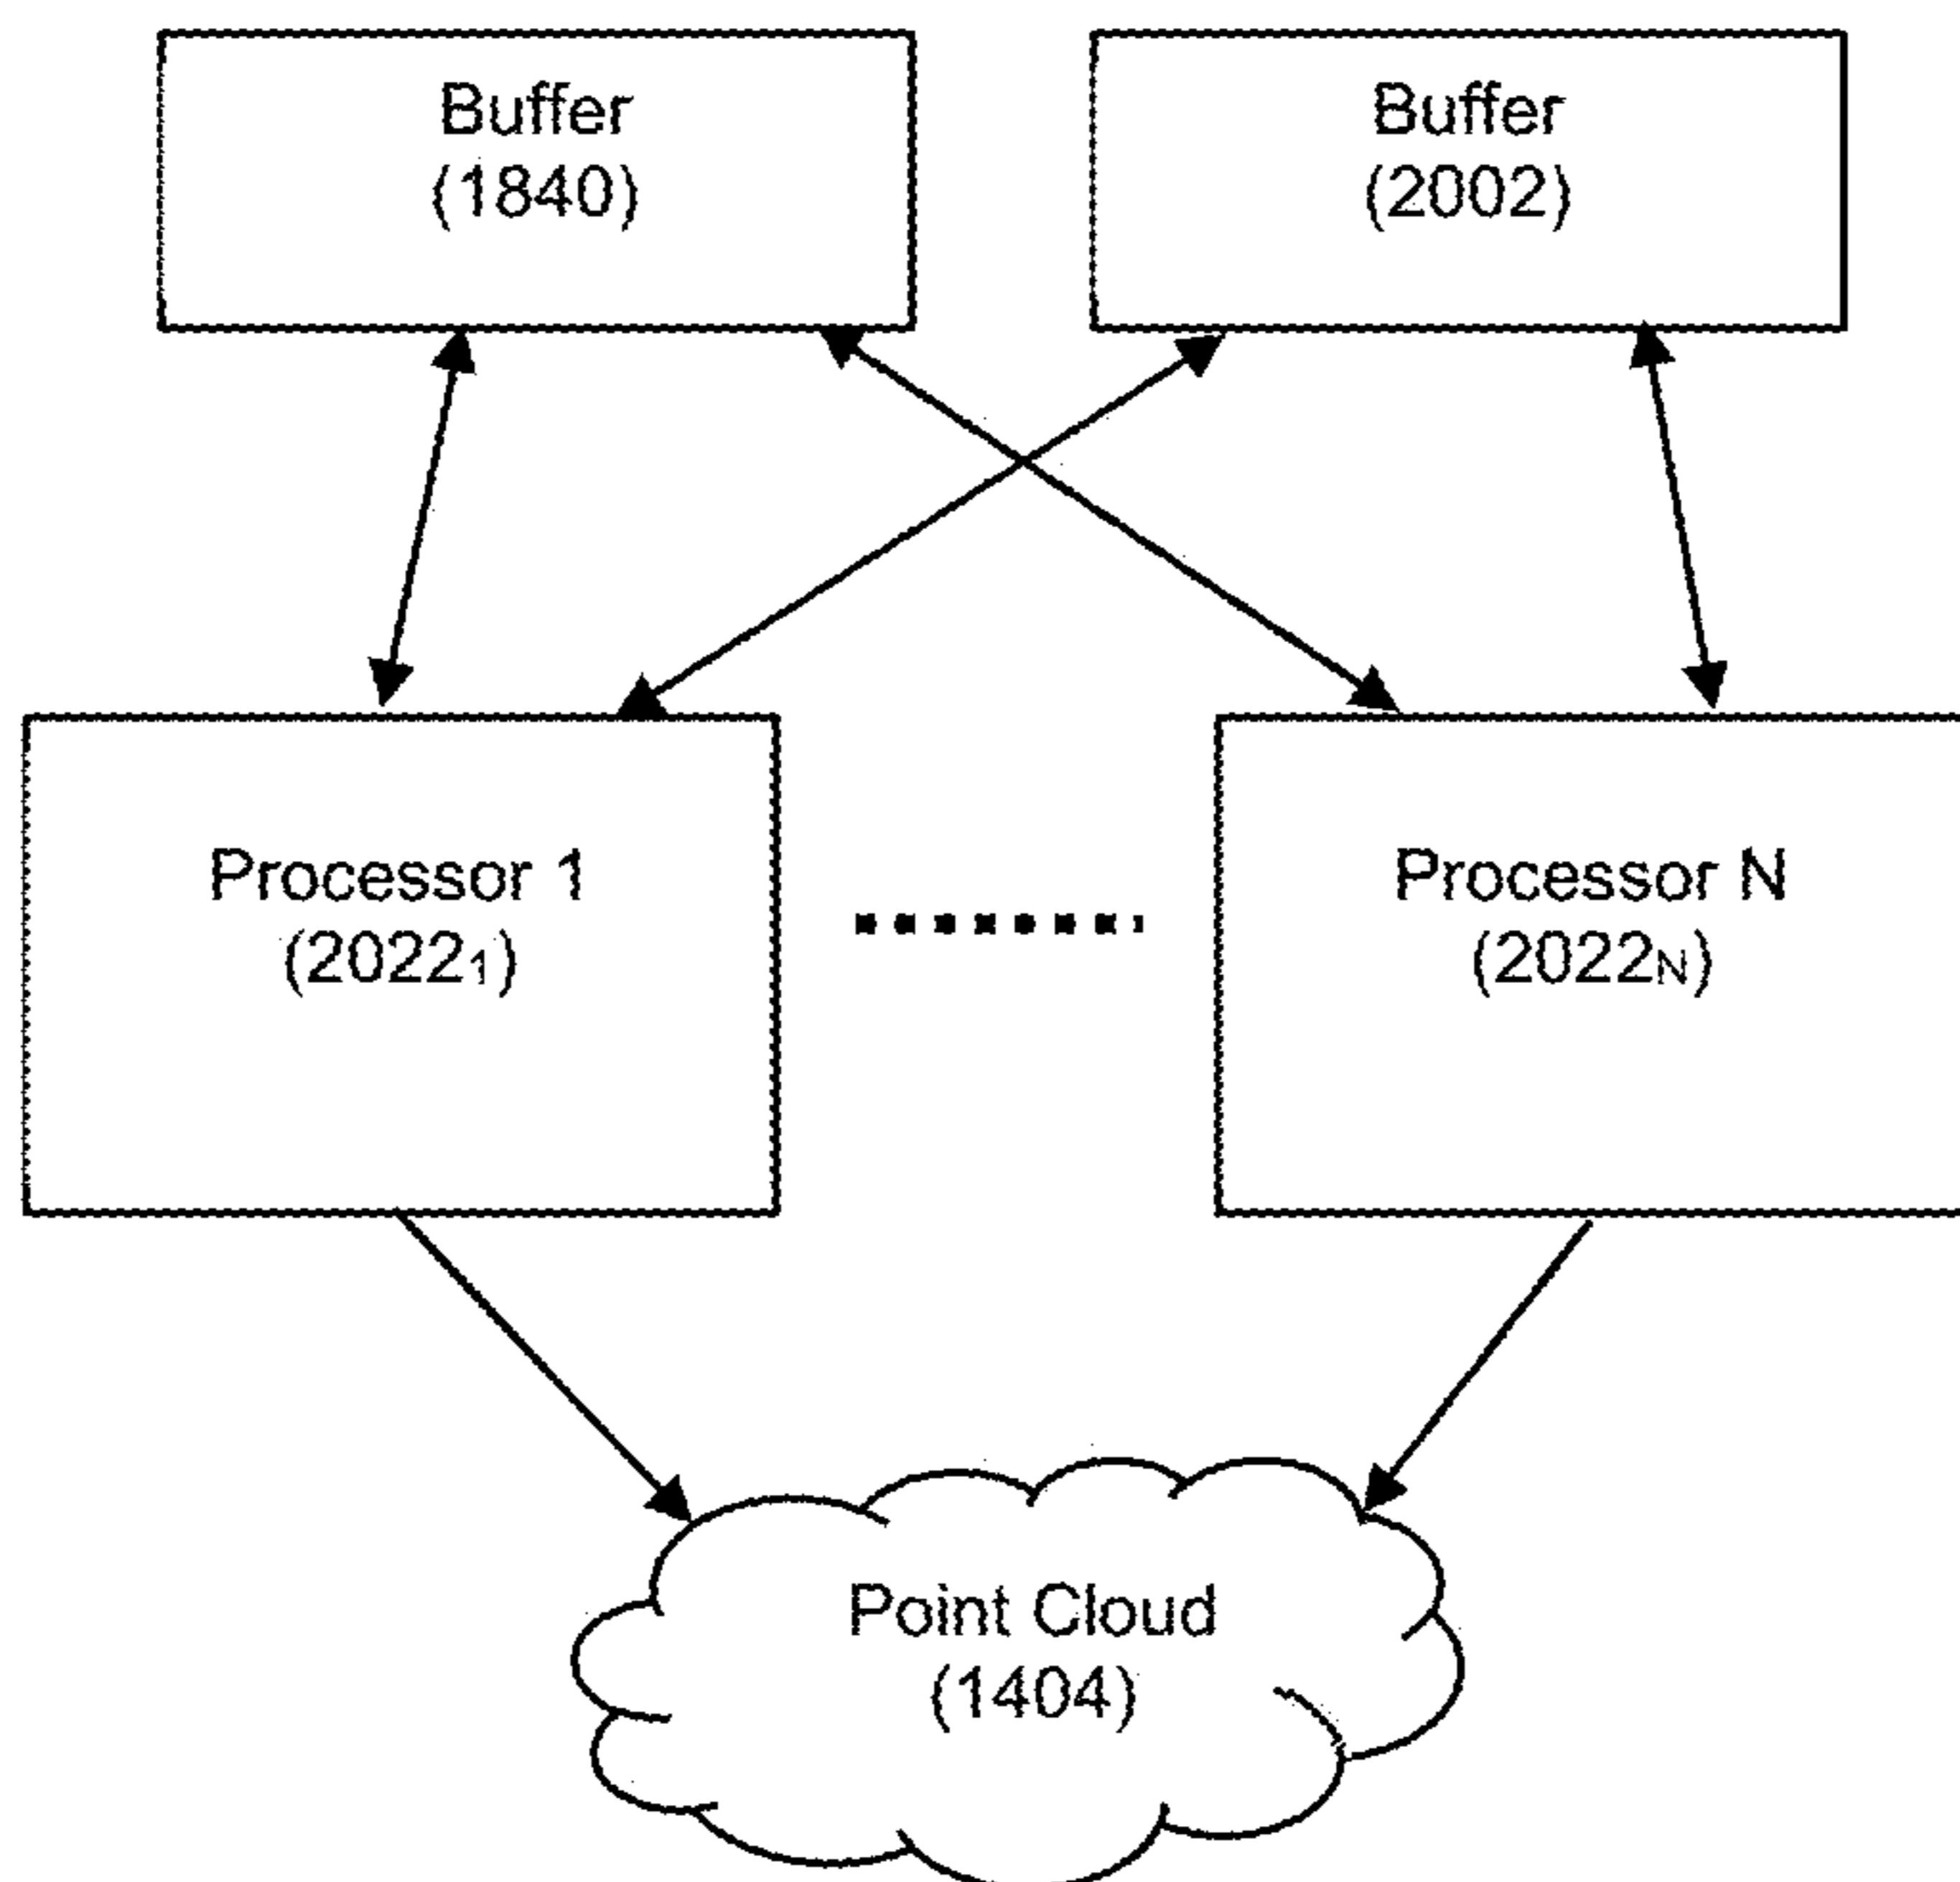 Buffer
(1840)
Buffer
(2002)
Processor 1
(2022₁)
Processor N
(2022N)
Point Cloud
(1404)